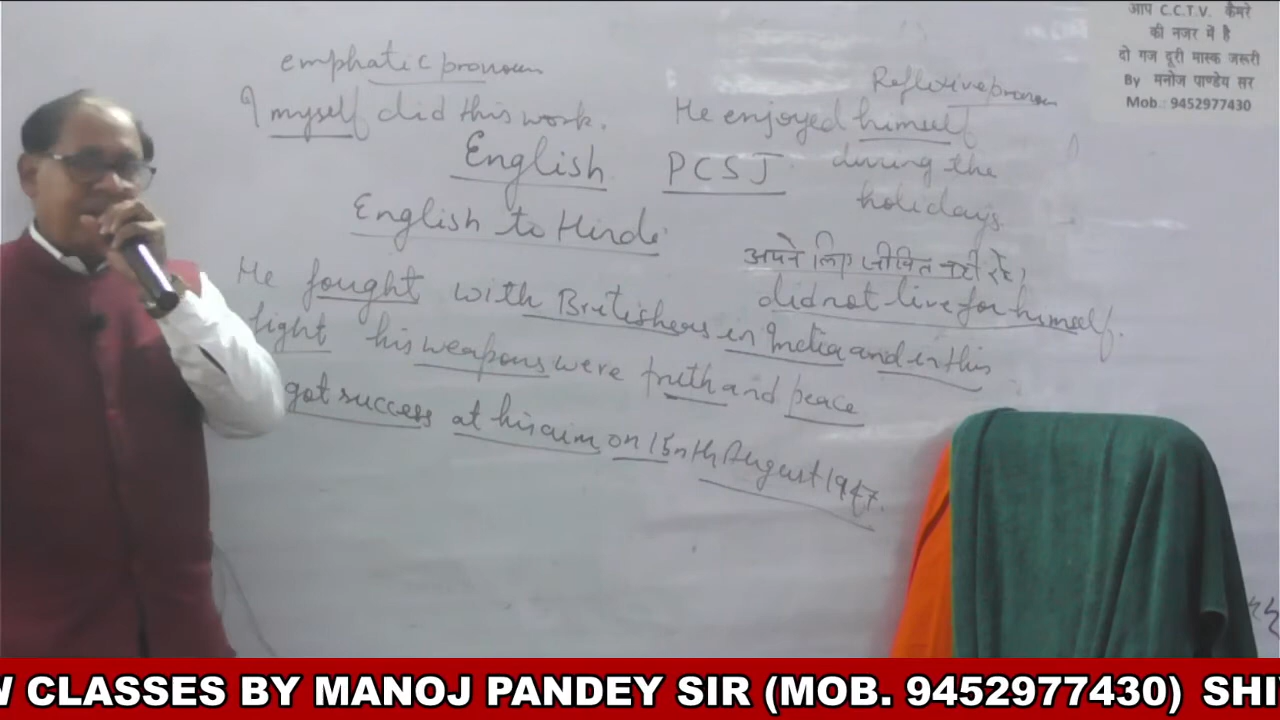 आप C.C.T.V. कैमरे
की नजर में है
दो गज दूरी मास्क जरूरी
By मनोज पाण्डेय सर
Mob.: 9452977430
emphatic pronoun
I myself did this work.
Reflexive pronoun
He enjoyed himself
during the
holidays
English PCSJ
English to Hindi
अपने लिए जीवित नहीं रहे।
did not live for himself.
He fought with Britishers in India and in this
fight his weapons were truth and peace
got success at his aim on 15nth August 1947.
W CLASSES BY MANOJ PANDEY SIR (MOB. 9452977430) SHI